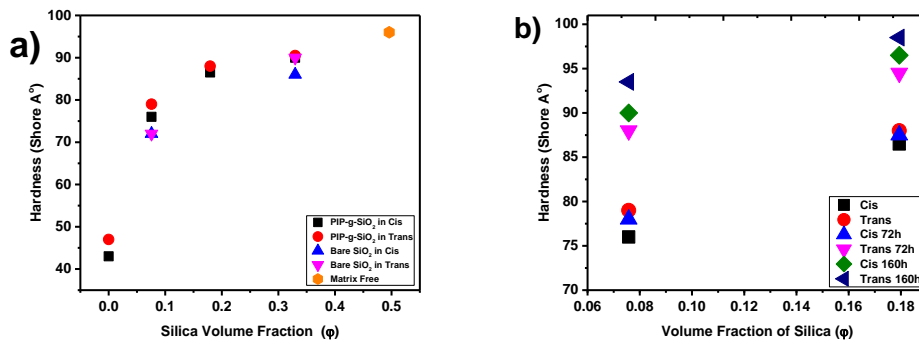 a)
Hardness (Shore A°)
100
90
80
70
60
50
40
0.0 0.1 0.2 0.3 0.4 0.5
Silica Volume Fraction (φ)
PIP-g-SiO₂ in Cis
PIP-g-SiO₂ in Trans
Bare SiO₂ in Cis
Bare SiO₂ in Trans
Matrix Free
b)
Hardness (Shore A°)
100
95
90
85
80
75
70
0.06 0.08 0.10 0.12 0.14 0.16 0.18
Volume Fraction of Silica (φ)
Cis
Trans
Cis 72h
Trans 72h
Cis 160h
Trans 160h